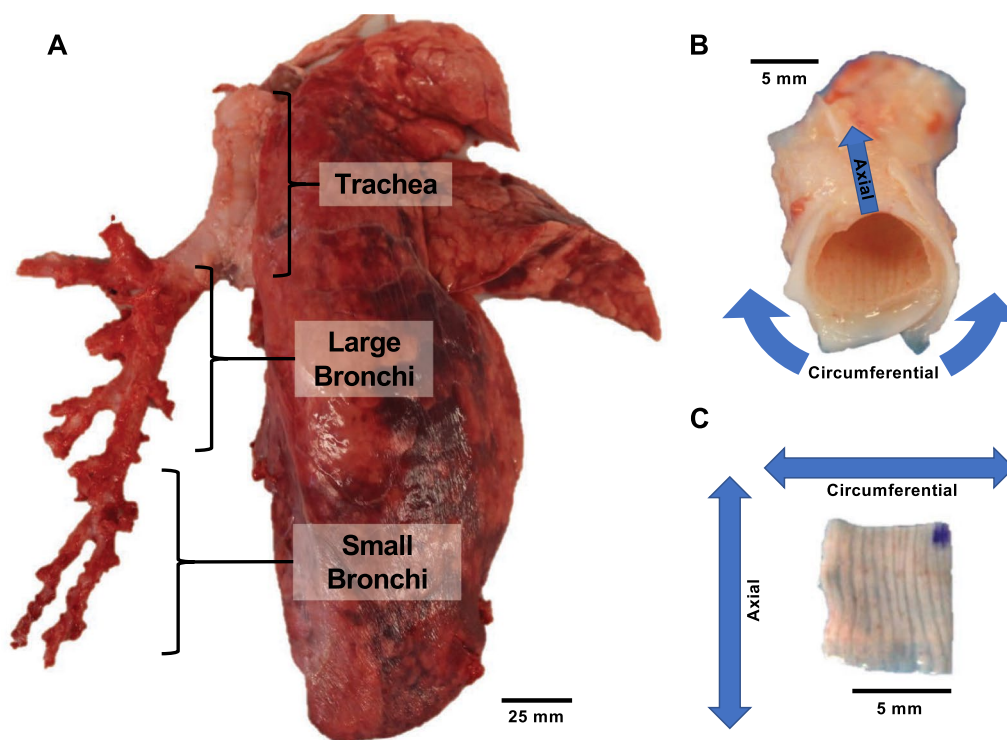 A
Trachea
Large
Bronchi
Small
Bronchi
25 mm
B
5 mm
Axial
Circumferential
C
Circumferential
Axial
5 mm